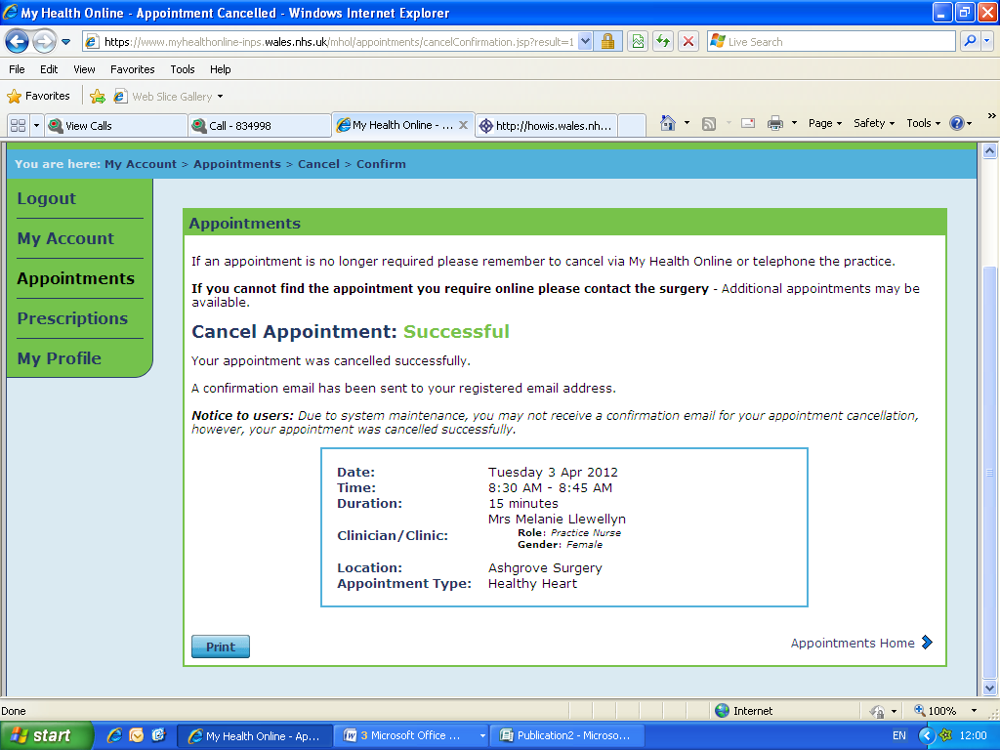 My Health Online - Appointment Cancelled - Windows Internet Explorer
https://www.myhealthonline-inps.wales.nhs.uk/mhol/appointments/cancelConfirmation.jsp?result=1
Live Search
File Edit View Favorites Tools Help
Favorites Web Slice Gallery
View Calls Call - 834998 My Health Online - ... http://howis.wales.nh... Page Safety Tools
You are here: My Account > Appointments > Cancel > Confirm
Logout
My Account
Appointments
Prescriptions
My Profile
Appointments
If an appointment is no longer required please remember to cancel via My Health Online or telephone the practice.
If you cannot find the appointment you require online please contact the surgery - Additional appointments may be
available.
Cancel Appointment: Successful
Your appointment was cancelled successfully.
A confirmation email has been sent to your registered email address.
Notice to users: Due to system maintenance, you may not receive a confirmation email for your appointment cancellation,
however, your appointment was cancelled successfully.
Date: Tuesday 3 Apr 2012
Time: 8:30 AM - 8:45 AM
Duration: 15 minutes
Clinician/Clinic: Mrs Melanie Llewellyn
Role: Practice Nurse
Gender: Female
Location: Ashgrove Surgery
Appointment Type: Healthy Heart
Print
Appointments Home
Done Internet 100%
start My Health Online - Ap... 3 Microsoft Office ... Publication2 - Microso... EN 12:00